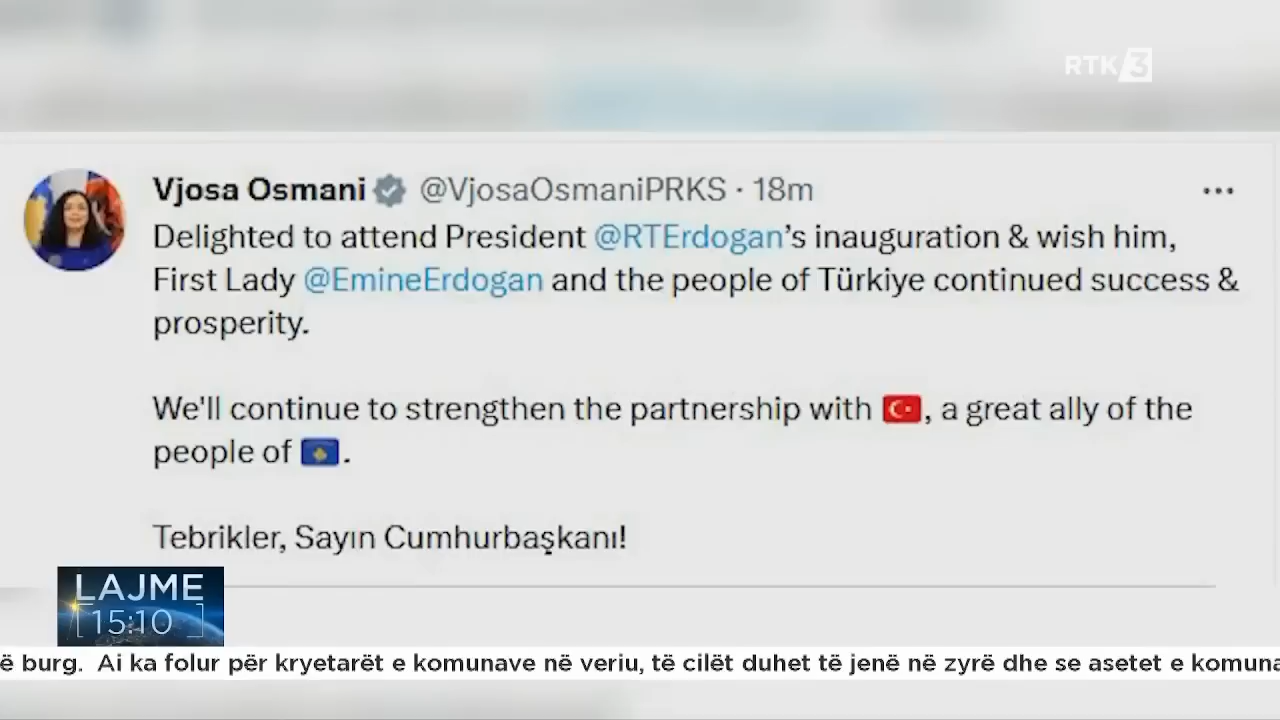 RTK 3
Vjosa Osmani @VjosaOsmaniPRKS · 18m
Delighted to attend President @RTErdogan's inauguration & wish him,
First Lady @EmineErdogan and the people of Türkiye continued success &
prosperity.
We'll continue to strengthen the partnership with 🇹🇷, a great ally of the
people of 🇽🇰.
Tebrikler, Sayın Cumhurbaşkanı!
LAJME
15:10
ë burg. Ai ka folur për kryetarët e komunave në veriu, të cilët duhet të jenë në zyrë dhe se asetet e komuna